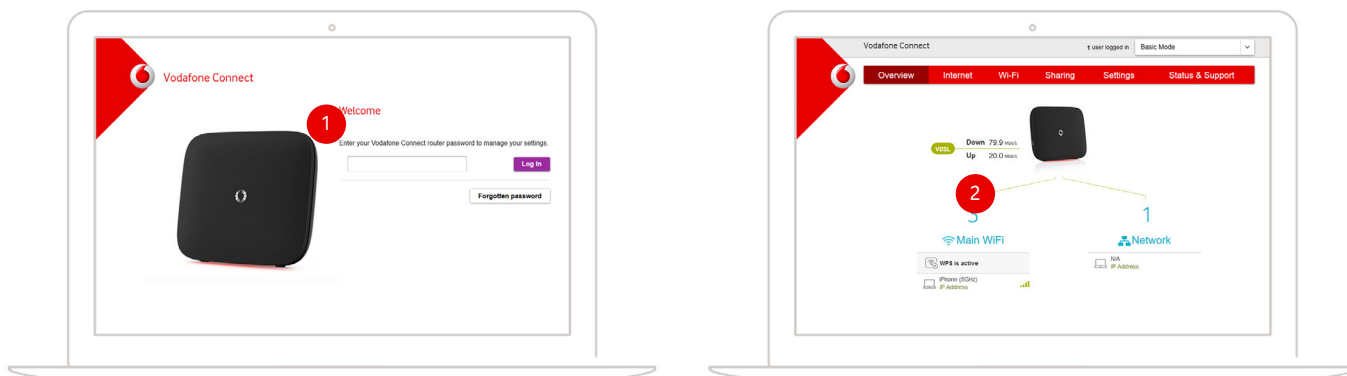 Vodafone Connect
Welcome
1
Enter your Vodafone Connect router password to manage your settings.
Log In
Forgotten password
Vodafone Connect
1 user logged in
Basic Mode
Overview Internet Wi-Fi Sharing Settings Status & Support
VDSL
Down 79.9 Mbit/s
Up 20.0 Mbit/s
2
1
Main WiFi
Network
WPS is active
N/A
IP Address
iPhone (5GHz)
IP Address